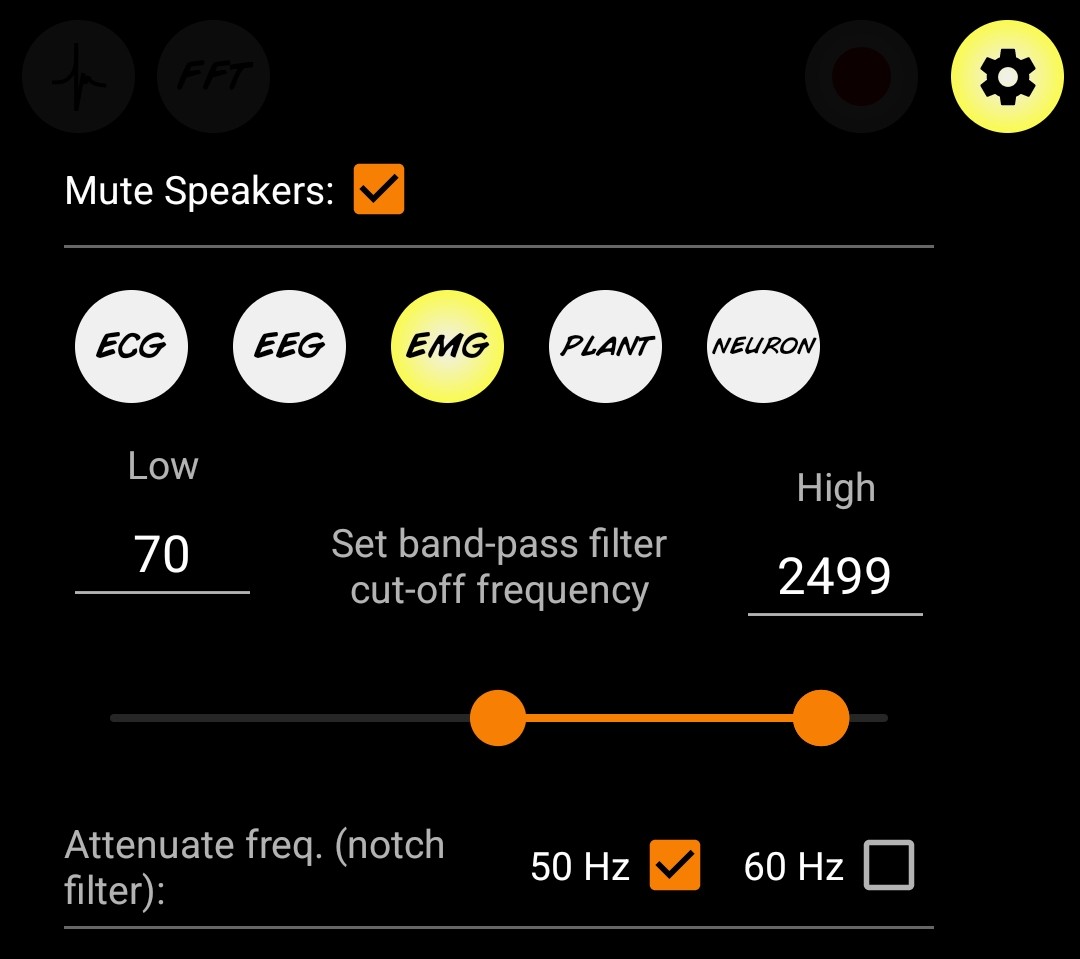 FFT
Mute Speakers:
ECG EEG EMG PLANT NEURON
Low
High
70
2499
Set band-pass filter
cut-off frequency
Attenuate freq. (notch
filter):
50 Hz
60 Hz